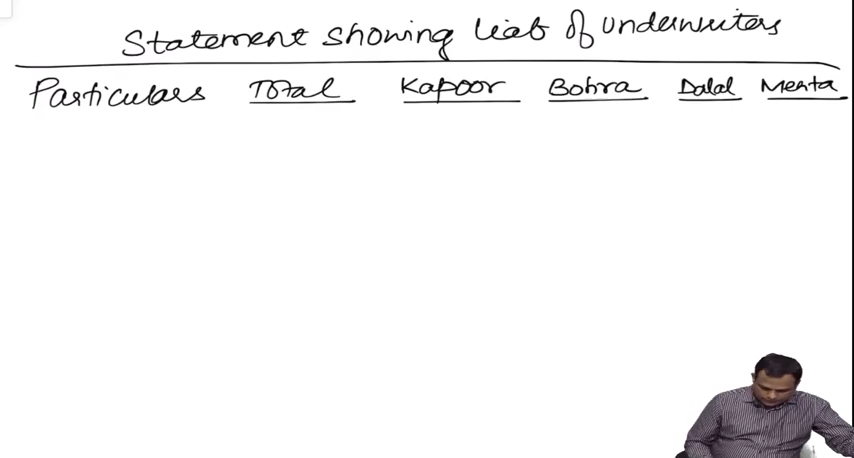 Statement showing liab of underwriters
Particulars Total Kapoor Bohra Dalal Mehta